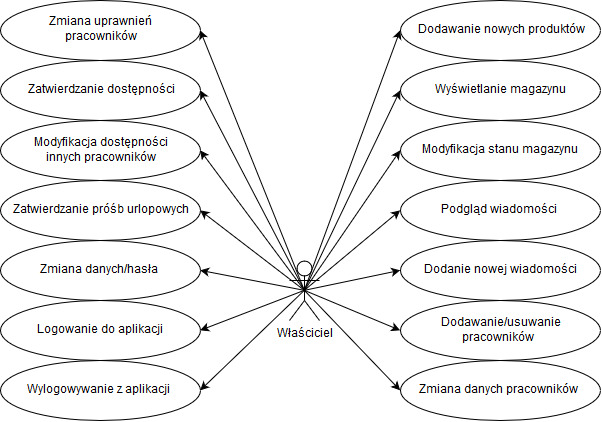 Zmiana uprawnień
pracowników
Zatwierdzanie dostępności
Modyfikacja dostępności
innych pracowników
Zatwierdzanie próśb urlopowych
Zmiana danych/hasła
Logowanie do aplikacji
Wylogowywanie z aplikacji
Właściciel
Dodawanie nowych produktów
Wyświetlanie magazynu
Modyfikacja stanu magazynu
Podgląd wiadomości
Dodanie nowej wiadomości
Dodawanie/usuwanie
pracowników
Zmiana danych pracowników